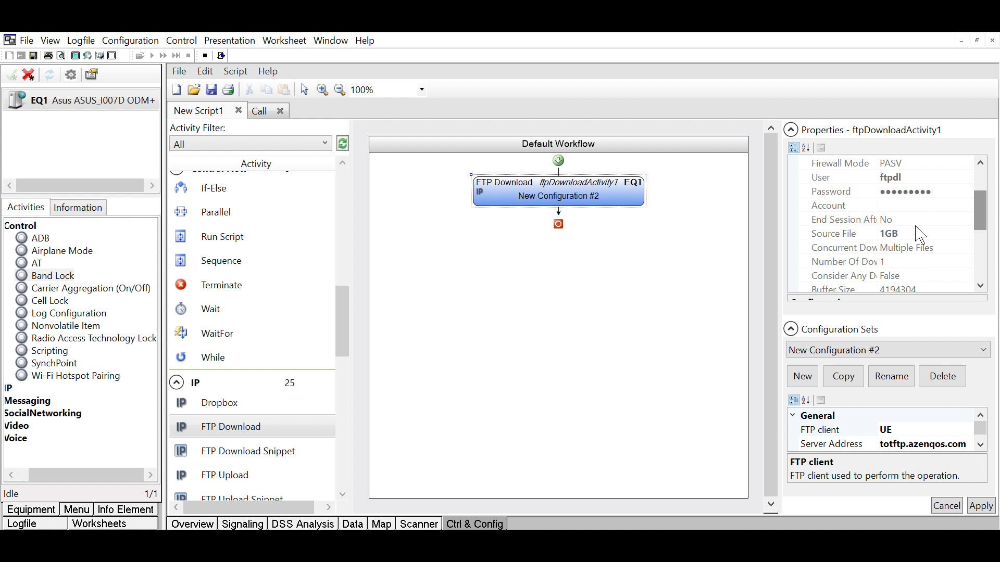 File View Logfile Configuration Control Presentation Worksheet Window Help
EQ1 Asus ASUS_I007D ODM+
Activities Information
Control
ADB
Airplane Mode
AT
Band Lock
Carrier Aggregation (On/Off)
Cell Lock
Log Configuration
Nonvolatile Item
Radio Access Technology Lock
Scripting
SynchPoint
Wi-Fi Hotspot Pairing
IP
Messaging
SocialNetworking
Video
Voice
Idle 1/1
Equipment Menu Info Element
Logfile Worksheets
File Edit Script Help
100%
New Script1 Call
Activity Filter:
All
Activity
If-Else
Parallel
Run Script
Sequence
Terminate
Wait
WaitFor
While
IP 25
IP Dropbox
IP FTP Download
IP FTP Download Snippet
IP FTP Upload
IP FTP Upload Snippet
Default Workflow
FTP Download ftpDownloadActivity1 EQ1
IP New Configuration #2
Properties - ftpDownloadActivity1
Firewall Mode PASV
User ftpdl
Password ●●●●●●●●●
Account
End Session Aft No
Source File 1GB
Concurrent Dow Multiple Files
Number Of Dov 1
Consider Any D False
Buffer Size 4194304
Configuration Sets
New Configuration #2
New Copy Rename Delete
General
FTP client UE
Server Address totftp.azenqos.com
FTP client
FTP client used to perform the operation.
Cancel Apply
Overview Signaling DSS Analysis Data Map Scanner Ctrl & Config